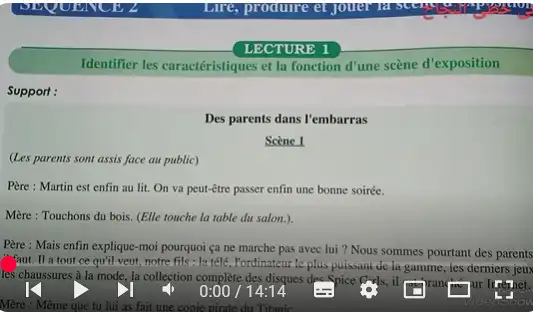 SEQUENCE 2
Lire, produire et jouer la scène d'exposition
LECTURE 1
Identifier les caractéristiques et la fonction d'une scène d'exposition
Support :
Des parents dans l'embarras
Scène 1
(Les parents sont assis face au public)
Père : Martin est enfin au lit. On va peut-être passer enfin une bonne soirée.
Mère : Touchons du bois. (Elle touche la table du salon.).
Père : Mais enfin explique-moi pourquoi ça ne marche pas avec lui ? Nous sommes pourtant des parents
faut. Il a tout ce qu'il veut, notre fils : la télé, l'ordinateur le plus puissant de la gamme, les derniers jeux
les chaussures à la mode, la collection complète des disques des Spice Girls, il est branché sur Internet.
Mère : Même que tu lui as fait une copie pirate du Titanic
0:00 / 14:14